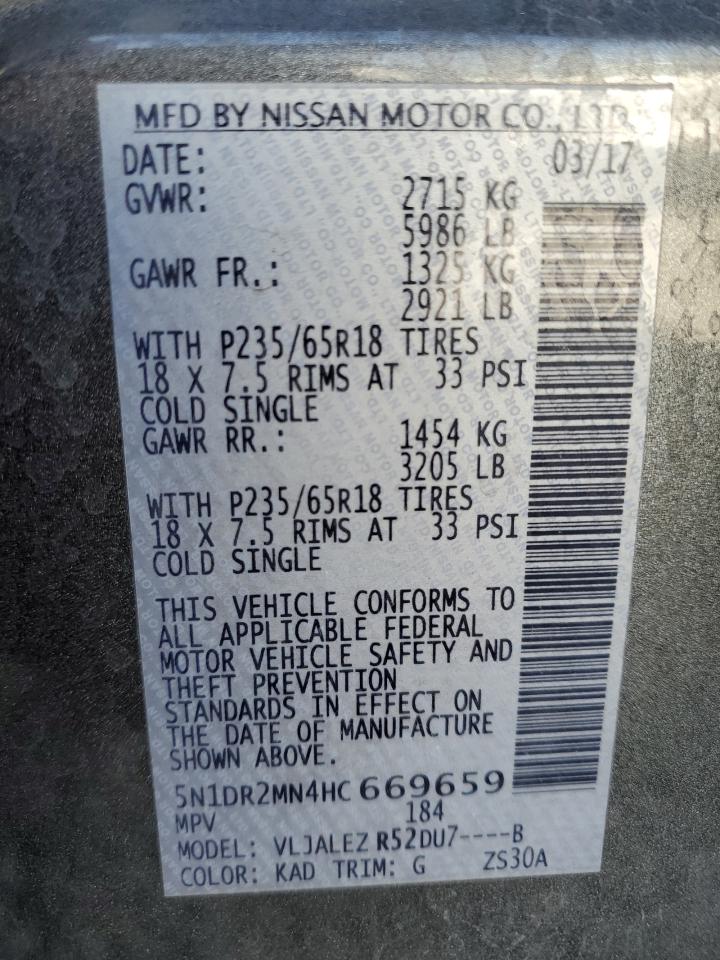 MFD BY NISSAN MOTOR CO., LTD.
DATE: 03/17
GVWR: 2715 KG
5986 LB
GAWR FR.: 1325 KG
2921 LB
WITH P235/65R18 TIRES
18 X 7.5 RIMS AT 33 PSI
COLD SINGLE
GAWR RR.: 1454 KG
3205 LB
WITH P235/65R18 TIRES
18 X 7.5 RIMS AT 33 PSI
COLD SINGLE
THIS VEHICLE CONFORMS TO
ALL APPLICABLE FEDERAL
MOTOR VEHICLE SAFETY AND
THEFT PREVENTION
STANDARDS IN EFFECT ON
THE DATE OF MANUFACTURE
SHOWN ABOVE.
5N1DR2MN4HC669659
MPV 184
MODEL: VLJALEZ R52DU7----B
COLOR: KAD TRIM: G ZS30A